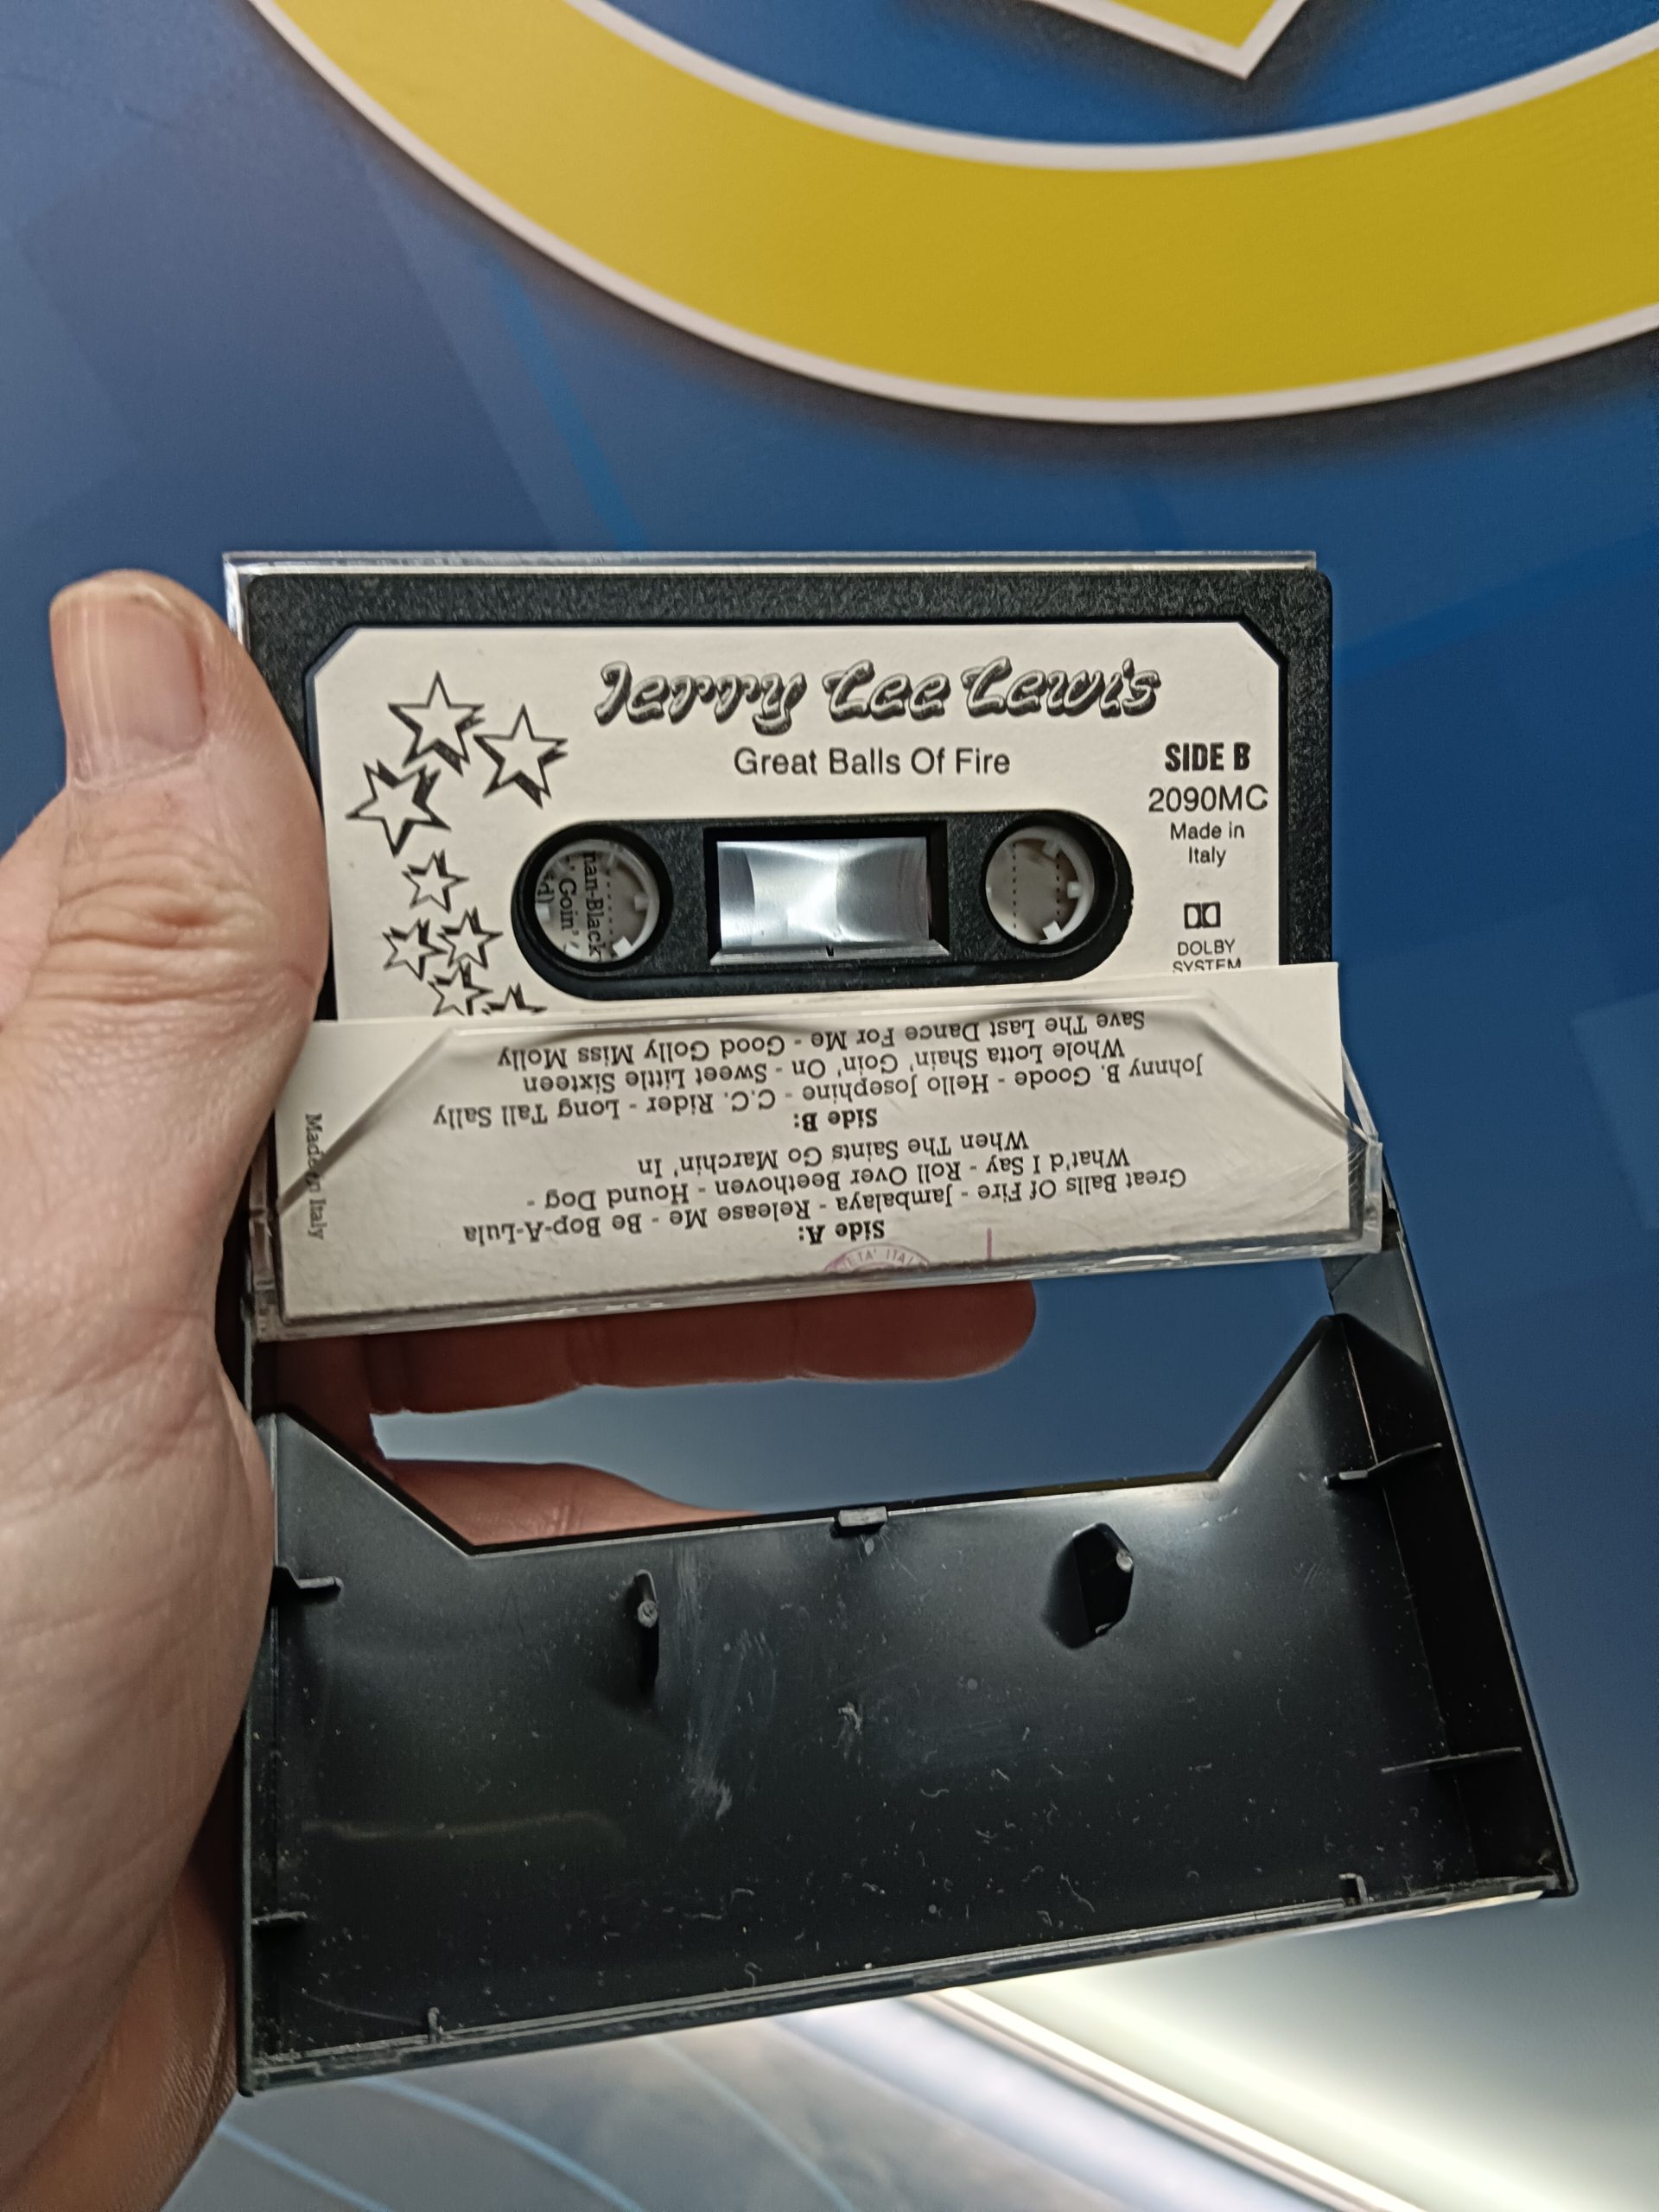 Jerry Lee Lewis
Great Balls Of Fire
SIDE B
2090MC
Made in
Italy
DOLBY
SYSTEM
nan-Black
Goin'
Side A:
Great Balls Of Fire - Jambalaya - Release Me - Be Bop-A-Lula
What'd I Say - Roll Over Beethoven - Hound Dog -
When The Saints Go Marchin' In
Side B:
Johnny B. Goode - Hello Josephine - C.C. Rider - Long Tall Sally
Whole Lotta Shain' Goin' On - Sweet Little Sixteen
Save The Last Dance For Me - Good Golly Miss Molly
Made in Italy